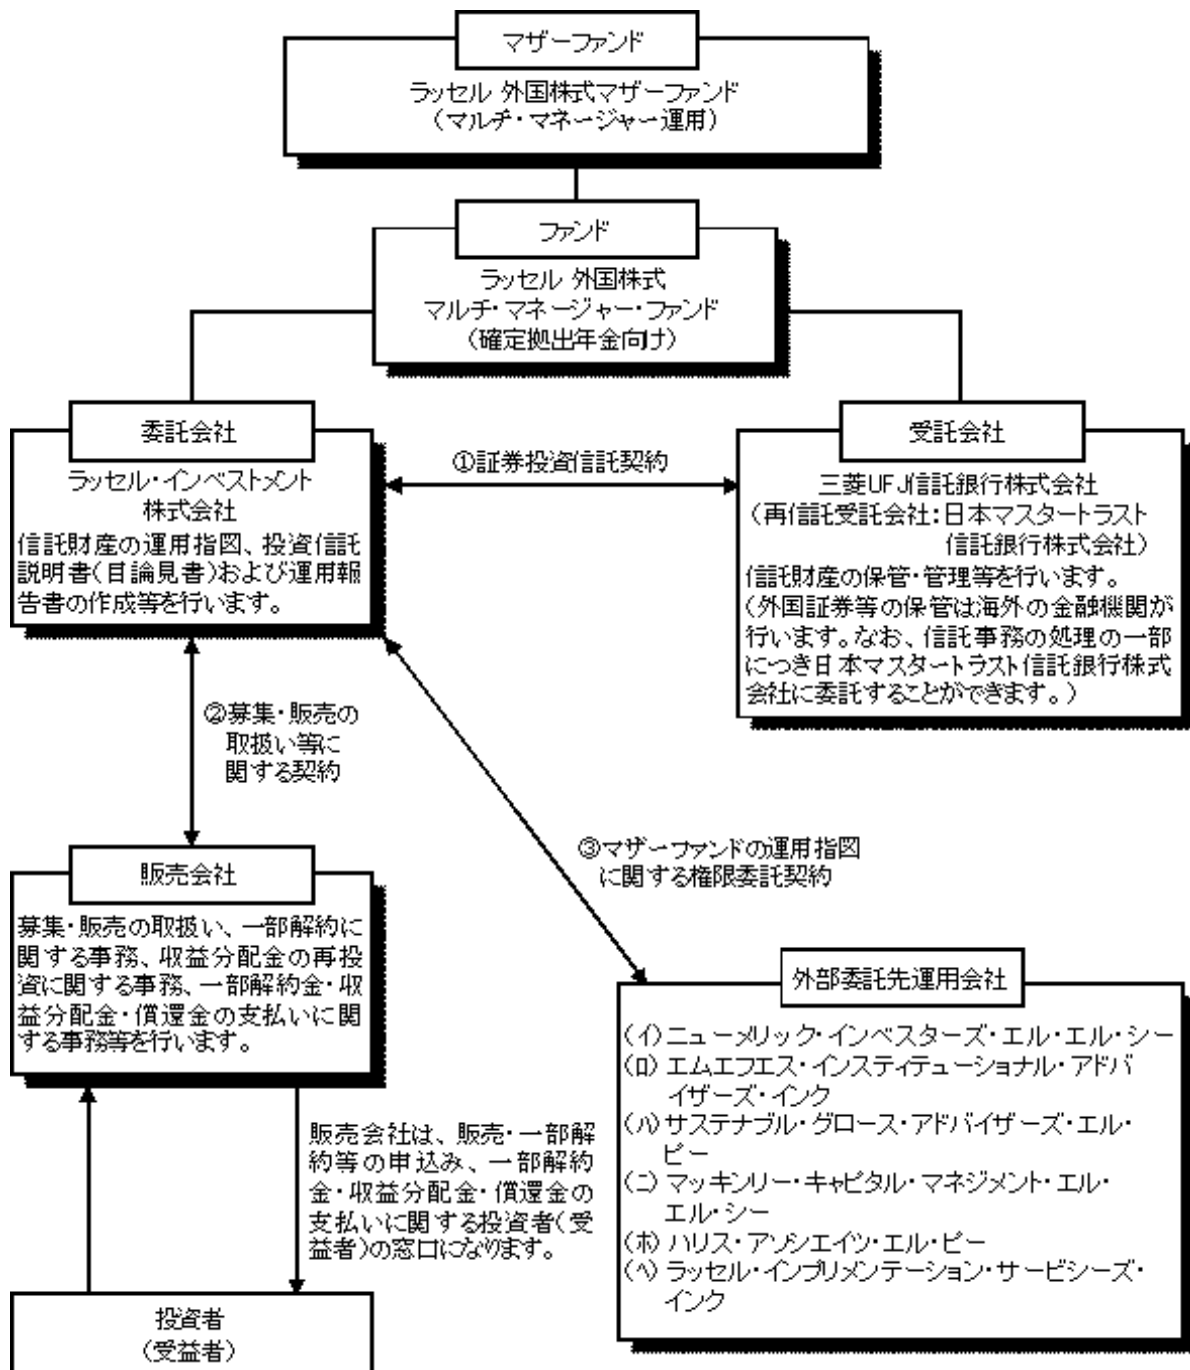 マザーファンド
ラッセル 外国株式マザーファンド
（マルチ・マネージャー運用）
ファンド
ラッセル 外国株式
マルチ・マネージャー・ファンド
（確定拠出年金向け）
委託会社
ラッセル・インベストメント
株式会社
信託財産の運用指図、投資信託
説明書（目論見書）および運用報
告書の作成等を行います。
①証券投資信託契約
受託会社
三菱UFJ信託銀行株式会社
（再信託受託会社：日本マスタートラスト
信託銀行株式会社）
信託財産の保管・管理等を行います。
（外国証券等の保管は海外の金融機関が
行います。なお、信託事務の処理の一部
につき日本マスタートラスト信託銀行株式
会社に委託することができます。）
②募集・販売の
取扱い等に
関する契約
③マザーファンドの運用指図
に関する権限委託契約
販売会社
募集・販売の取扱い、一部解約に
関する事務、収益分配金の再投
資に関する事務、一部解約金・収
益分配金・償還金の支払いに関
する事務等を行います。
外部委託先運用会社
（イ）ニューメリック・インベスターズ・エル・エル・シー
（ロ）エムエフエス・インスティテューショナル・アドバ
イザーズ・インク
（ハ）サステナブル・グロース・アドバイザーズ・エル・
ピー
（ニ）マッキンリー・キャピタル・マネジメント・エル・
エル・シー
（ホ）ハリス・アソシエイツ・エル・ピー
（ヘ）ラッセル・インプリメンテーション・サービシーズ・
インク
販売会社は、販売・一部解
約等の申込み、一部解約
金・収益分配金・償還金の
支払いに関する投資者（受
益者）の窓口になります。
投資者
（受益者）